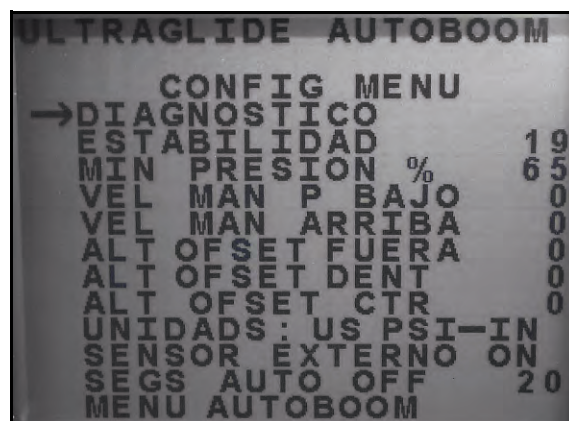 ULTRAGLIDE AUTOBOOM
CONFIG MENU
→DIAGNOSTICO
ESTABILIDAD 19
MIN PRESION % 65
VEL MAN P BAJO 0
VEL MAN ARRIBA 0
ALT OFSET FUERA 0
ALT OFSET DENT 0
ALT OFSET CTR 0
UNIDADS: US PSI-IN
SENSOR EXTERNO ON
SEGS AUTO OFF 20
MENU AUTOBOOM